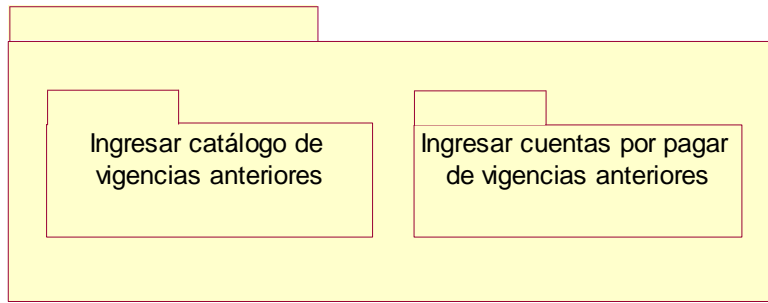 Ingresar catálogo de
vigencias anteriores
Ingresar cuentas por pagar
de vigencias anteriores